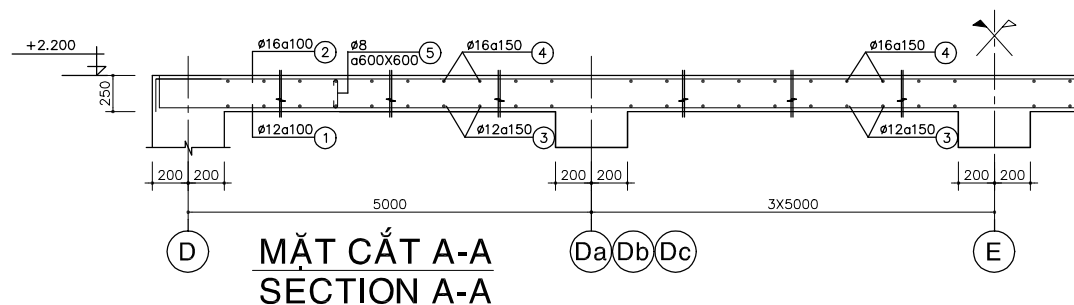 +2.200
250
ø16a100 2
ø8 5
a600X600
ø16a150 4
ø16a150 4
ø12a100 1
ø12a150 3
ø12a150 3
200 200
200 200
200 200
5000
3X5000
D
Da Db Dc
E
MẶT CẮT A-A
SECTION A-A